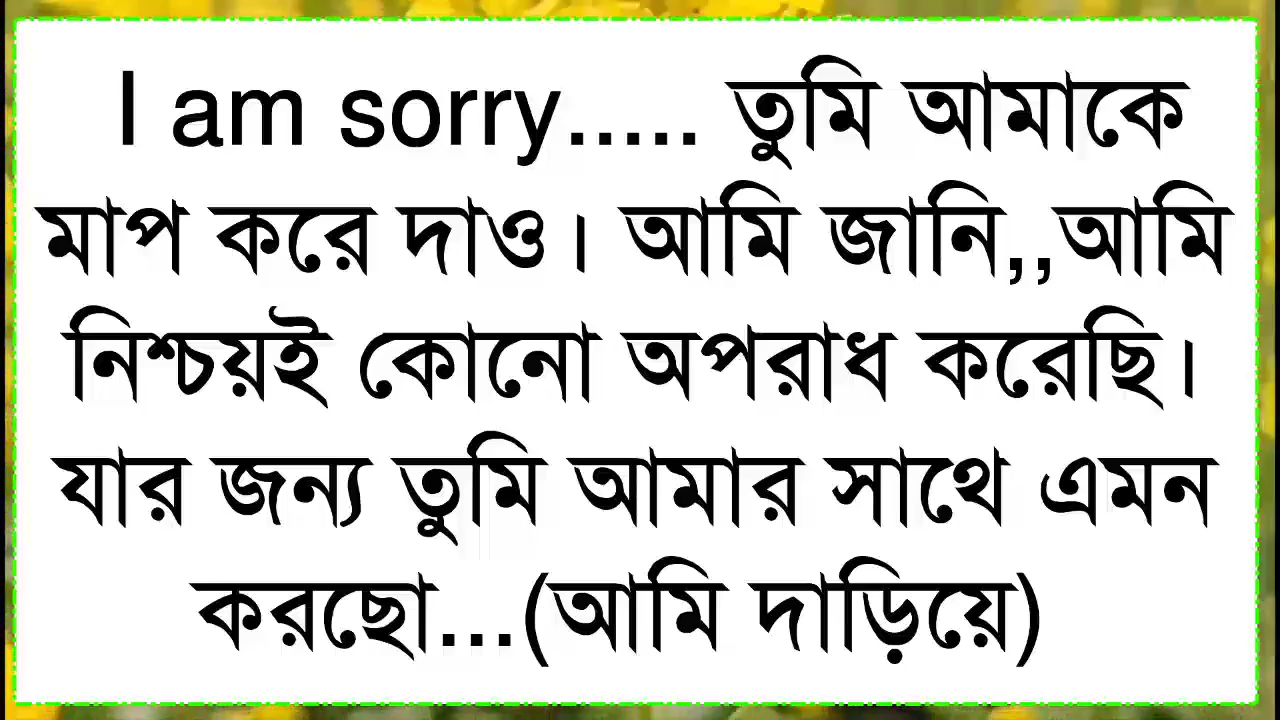 I am sorry..... তুমি আমাকে
মাপ করে দাও। আমি জানি,,আমি
নিশ্চয়ই কোনো অপরাধ করেছি।
যার জন্য তুমি আমার সাথে এমন
করছো...(আমি দাড়িয়ে)